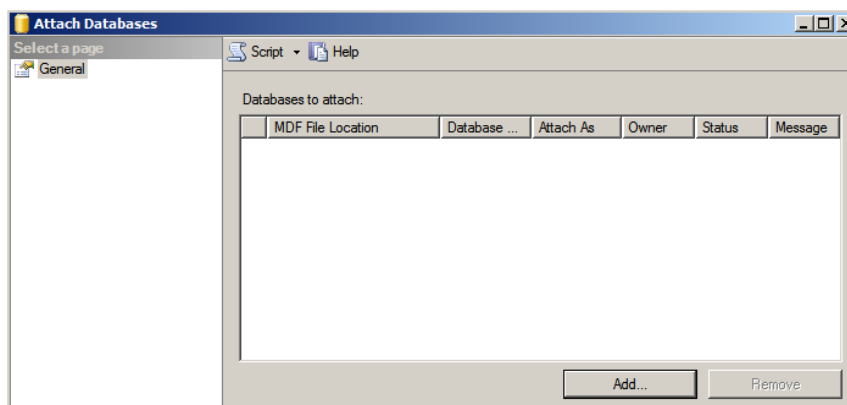 Attach Databases
Select a page
General
Script Help
Databases to attach:
MDF File Location Database ... Attach As Owner Status Message
Add... Remove